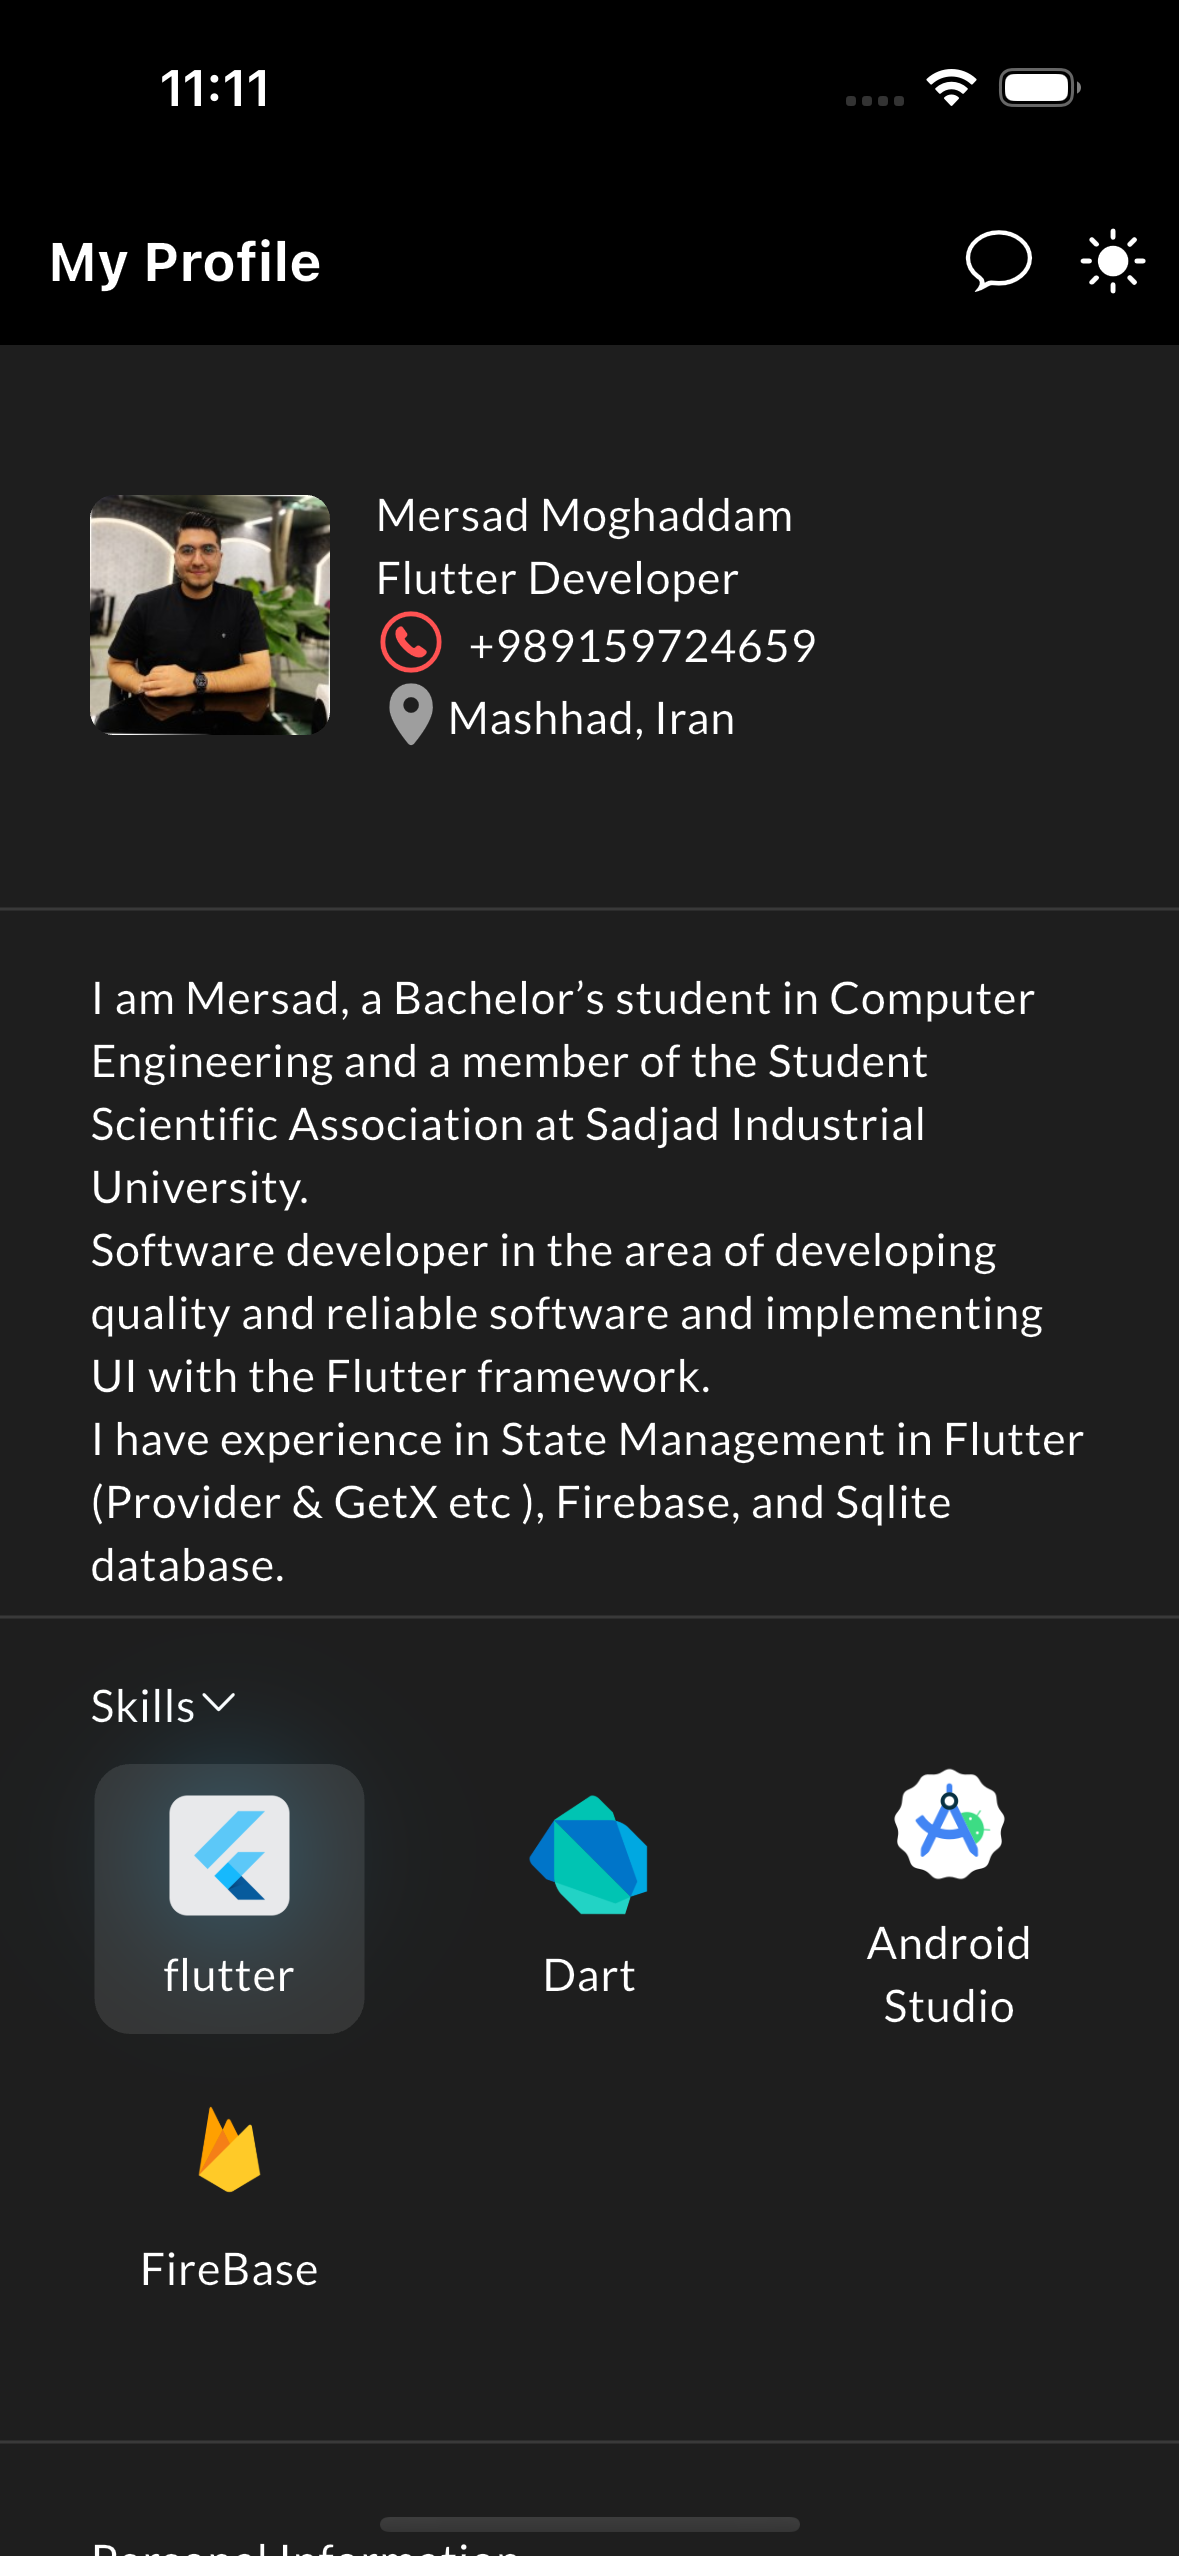 11:11
My Profile
Mersad Moghaddam
Flutter Developer
+989159724659
Mashhad, Iran
I am Mersad, a Bachelor’s student in Computer
Engineering and a member of the Student
Scientific Association at Sadjad Industrial
University.
Software developer in the area of developing
quality and reliable software and implementing
UI with the Flutter framework.
I have experience in State Management in Flutter
(Provider & GetX etc ), Firebase, and Sqlite
database.
Skills
flutter
Dart
Android
Studio
FireBase
Personal Information